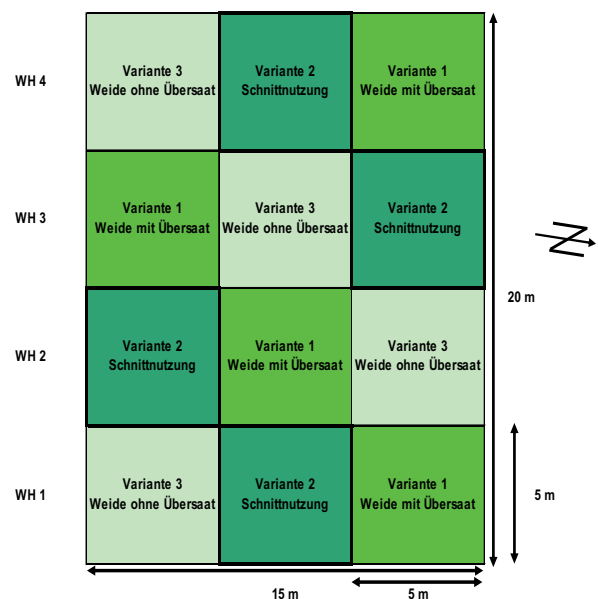 WH 4
Variante 3
Weide ohne Übersaat
Variante 2
Schnittnutzung
Variante 1
Weide mit Übersaat
WH 3
Variante 1
Weide mit Übersaat
Variante 3
Weide ohne Übersaat
Variante 2
Schnittnutzung
N
20 m
WH 2
Variante 2
Schnittnutzung
Variante 1
Weide mit Übersaat
Variante 3
Weide ohne Übersaat
WH 1
Variante 3
Weide ohne Übersaat
Variante 2
Schnittnutzung
Variante 1
Weide mit Übersaat
5 m
15 m
5 m